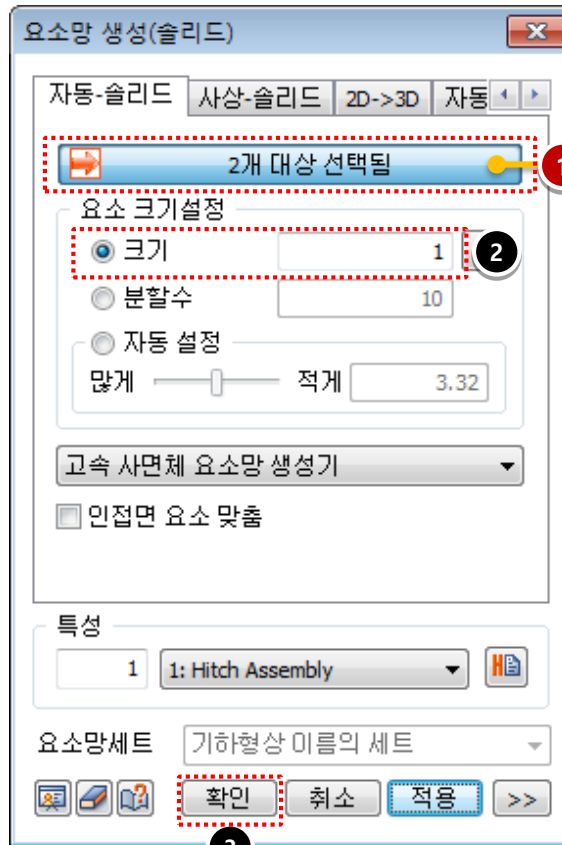 요소망 생성(솔리드)
자동-솔리드 사상-솔리드 2D->3D 자동
2개 대상 선택됨 1
요소 크기설정
크기 1 2
분할수 10
자동 설정
많게 적게 3.32
고속 사면체 요소망 생성기
인접면 요소 맞춤
특성
1 1: Hitch Assembly
요소망세트 기하형상 이름의 세트
확인 취소 적용 >>